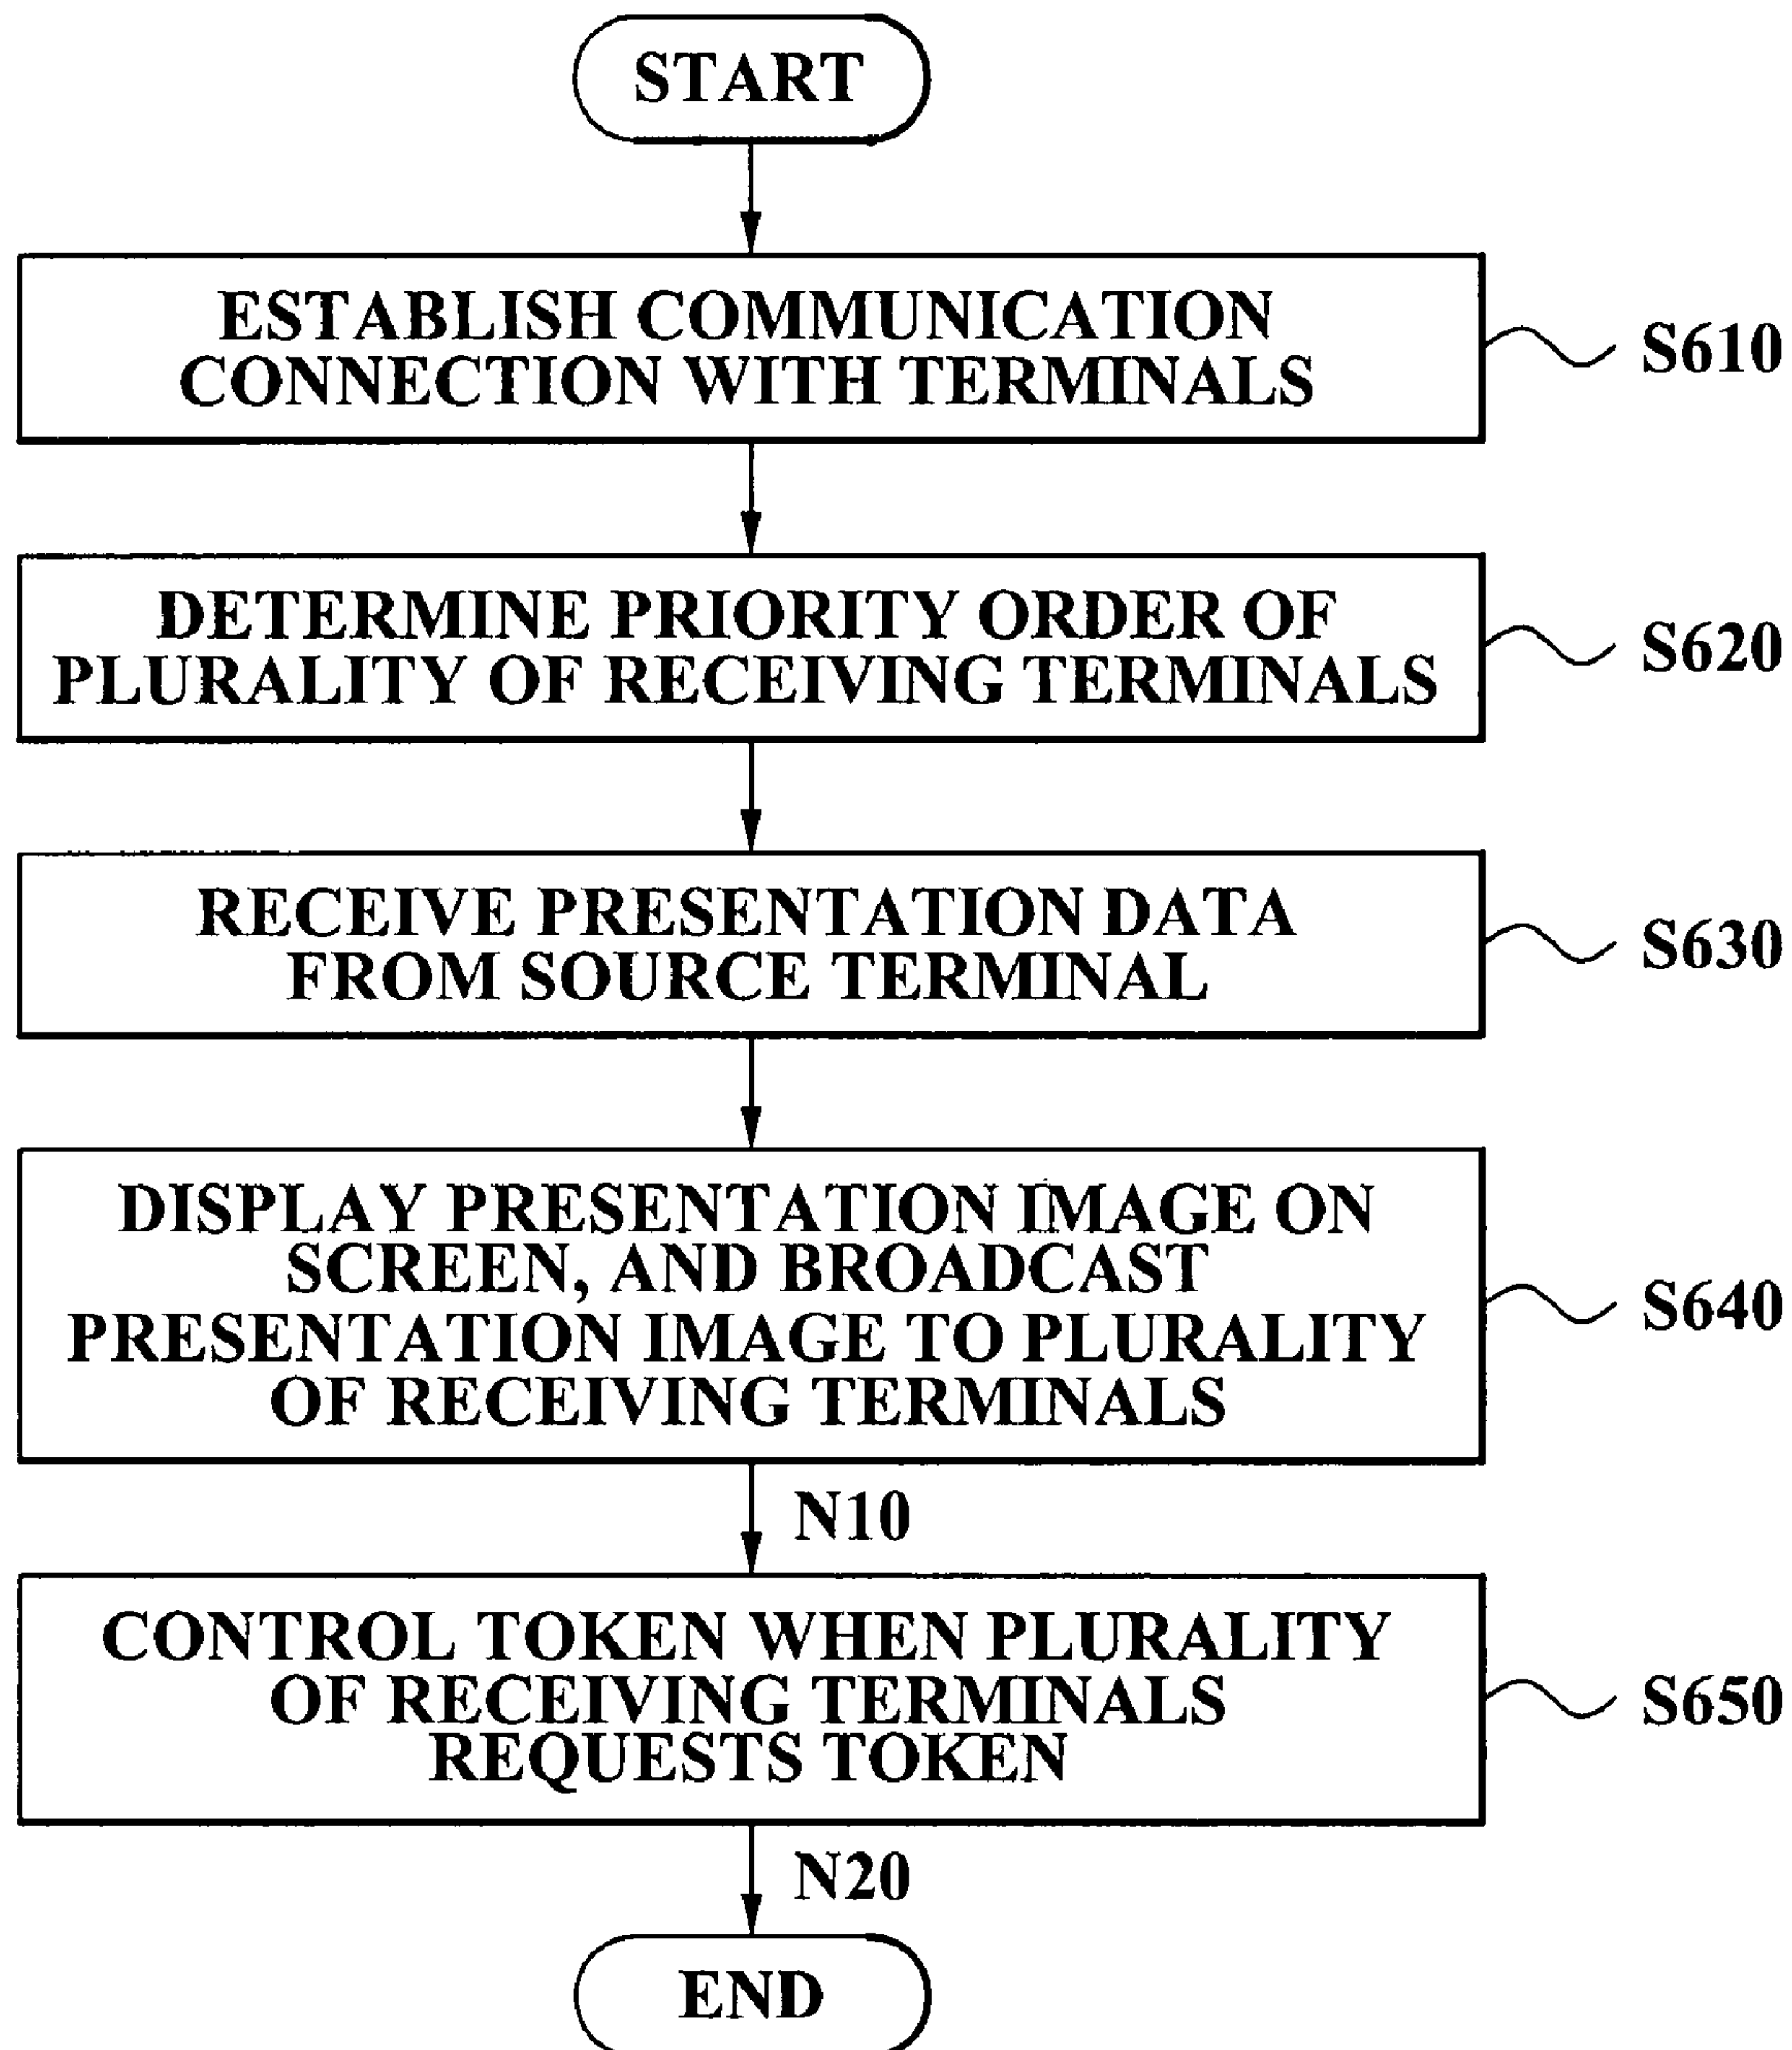 START
ESTABLISH COMMUNICATION
CONNECTION WITH TERMINALS
S610
DETERMINE PRIORITY ORDER OF
PLURALITY OF RECEIVING TERMINALS
S620
RECEIVE PRESENTATION DATA
FROM SOURCE TERMINAL
S630
DISPLAY PRESENTATION IMAGE ON
SCREEN, AND BROADCAST
PRESENTATION IMAGE TO PLURALITY
OF RECEIVING TERMINALS
S640
N10
CONTROL TOKEN WHEN PLURALITY
OF RECEIVING TERMINALS
REQUESTS TOKEN
S650
N20
END